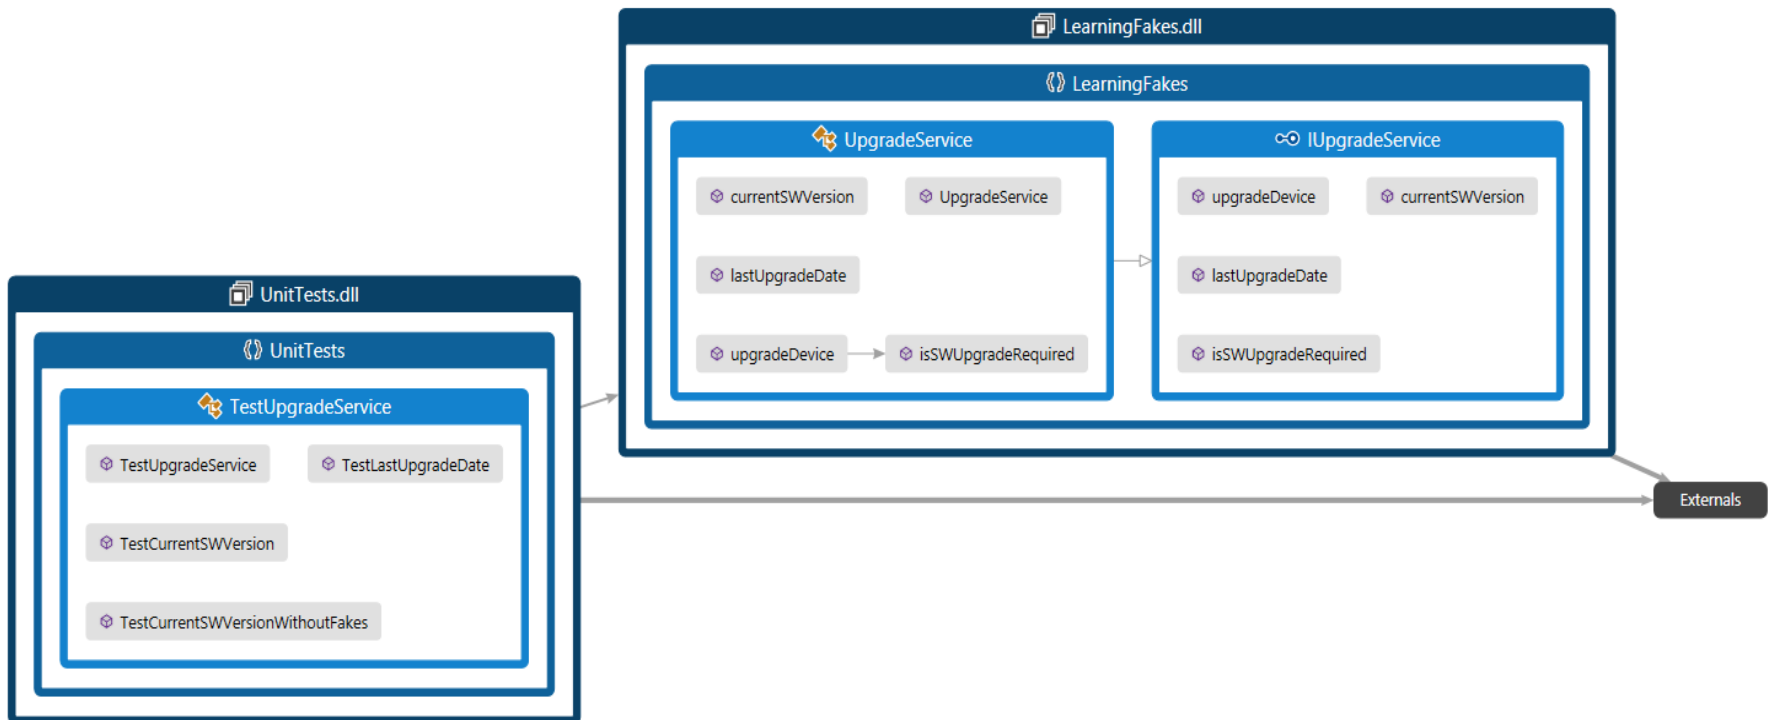 LearningFakes.dll
LearningFakes
UpgradeService
currentSWVersion
UpgradeService
lastUpgradeDate
upgradeDevice
isSWUpgradeRequired
IUpgradeService
upgradeDevice
currentSWVersion
lastUpgradeDate
isSWUpgradeRequired
UnitTests.dll
UnitTests
TestUpgradeService
TestUpgradeService
TestLastUpgradeDate
TestCurrentSWVersion
TestCurrentSWVersionWithoutFakes
Externals